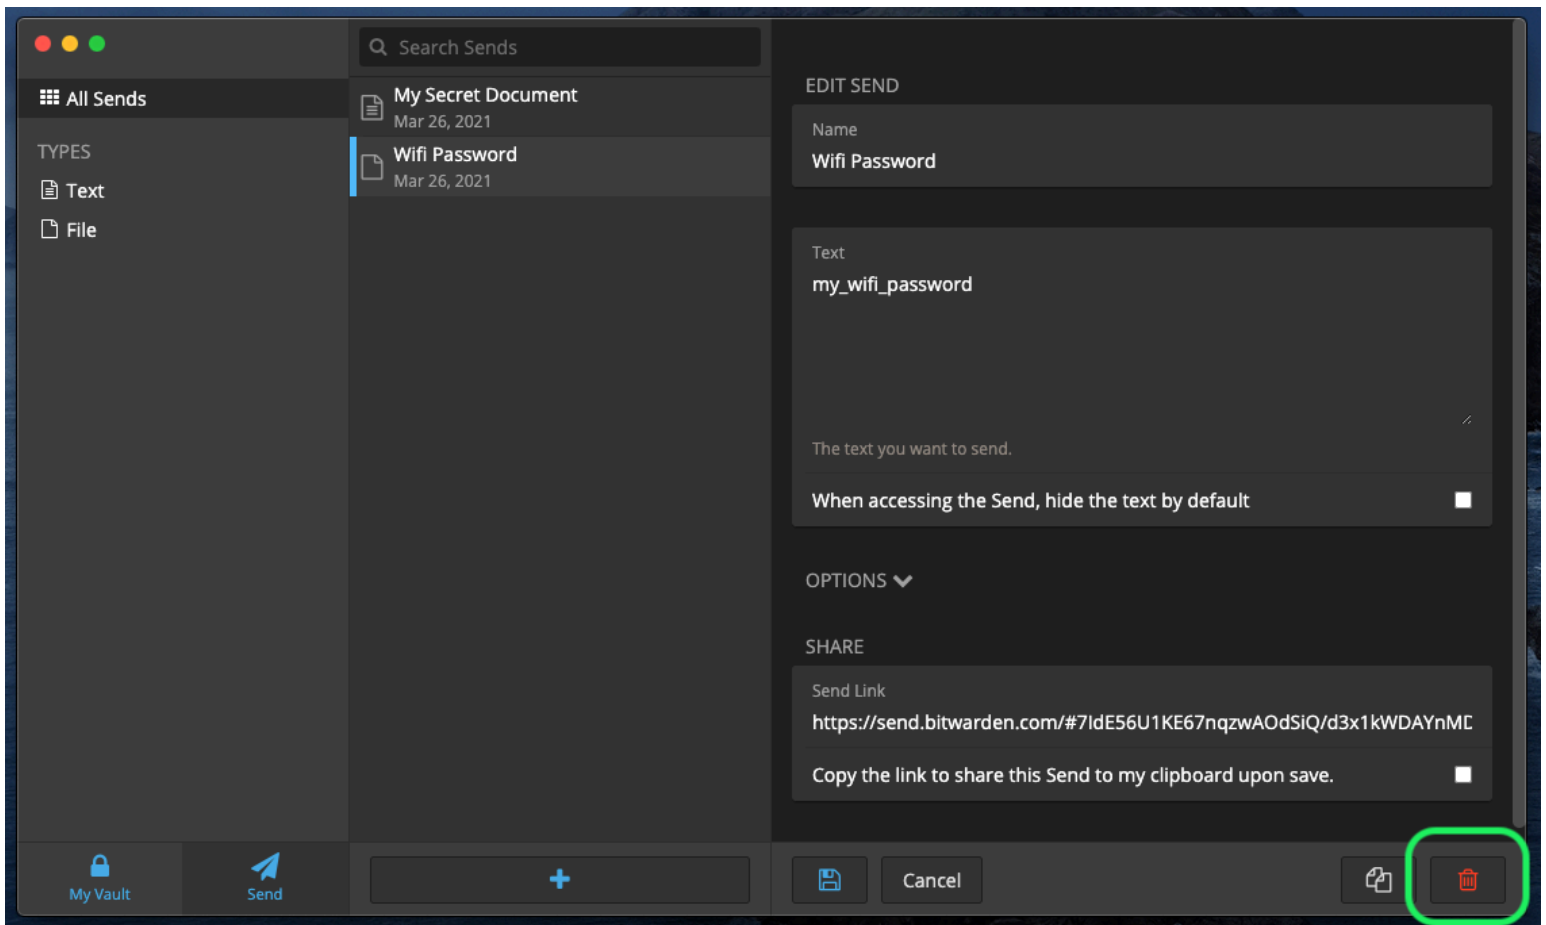 Search Sends
All Sends
TYPES
Text
File
My Secret Document
Mar 26, 2021
Wifi Password
Mar 26, 2021
EDIT SEND
Name
Wifi Password
Text
my_wifi_password
The text you want to send.
When accessing the Send, hide the text by default
OPTIONS
SHARE
Send Link
https://send.bitwarden.com/#7IdE56U1KE67nqzwAOdSiQ/d3x1kWDAYnMD
Copy the link to share this Send to my clipboard upon save.
My Vault
Send
Cancel